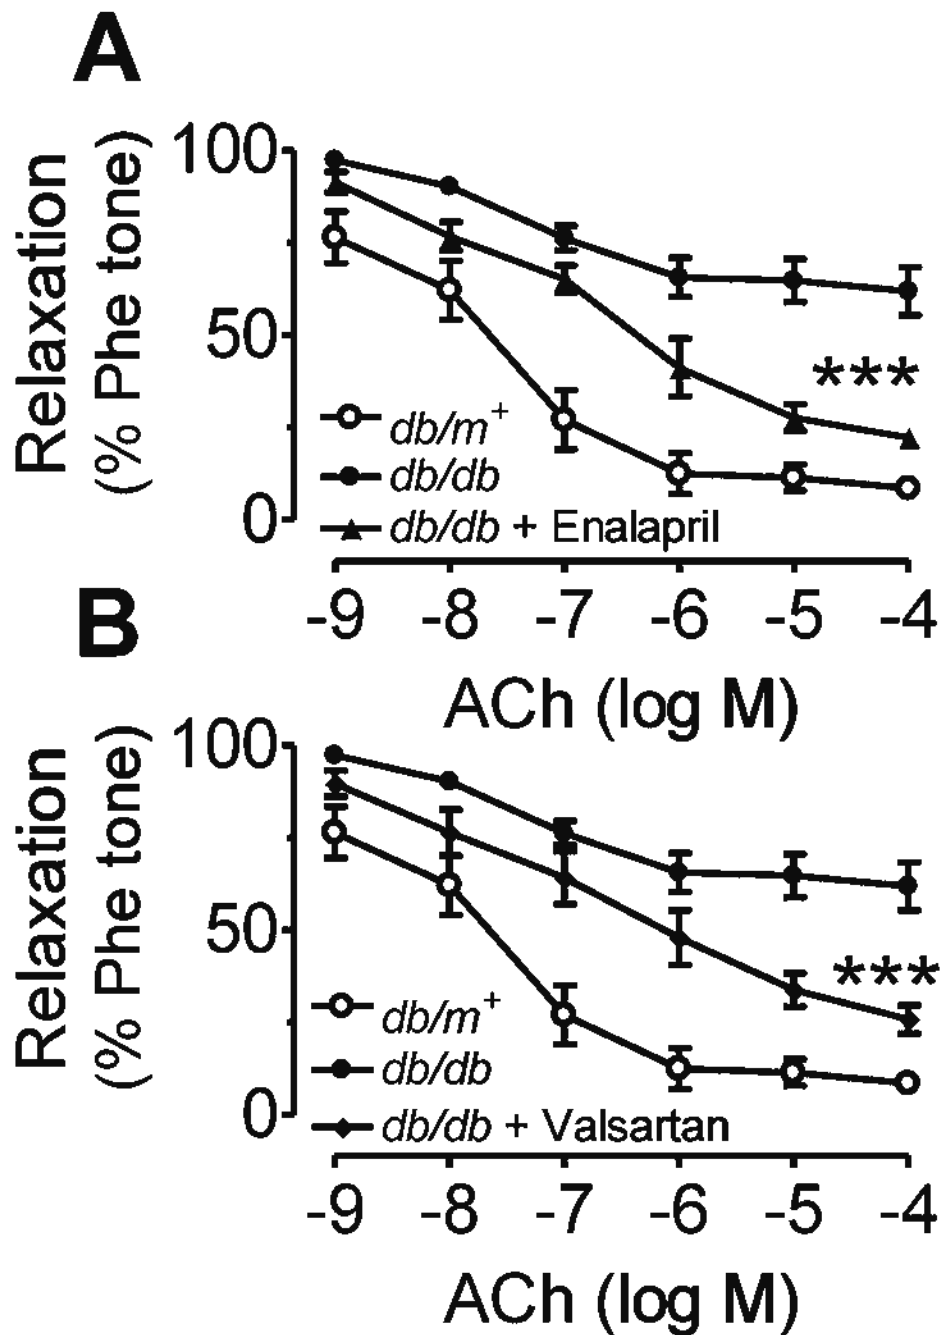 A
Relaxation
(% Phe tone)
100
50
0
db/m+
db/db
db/db + Enalapril
***
-9 -8 -7 -6 -5 -4
ACh (log M)
B
Relaxation
(% Phe tone)
100
50
0
db/m+
db/db
db/db + Valsartan
***
-9 -8 -7 -6 -5 -4
ACh (log M)